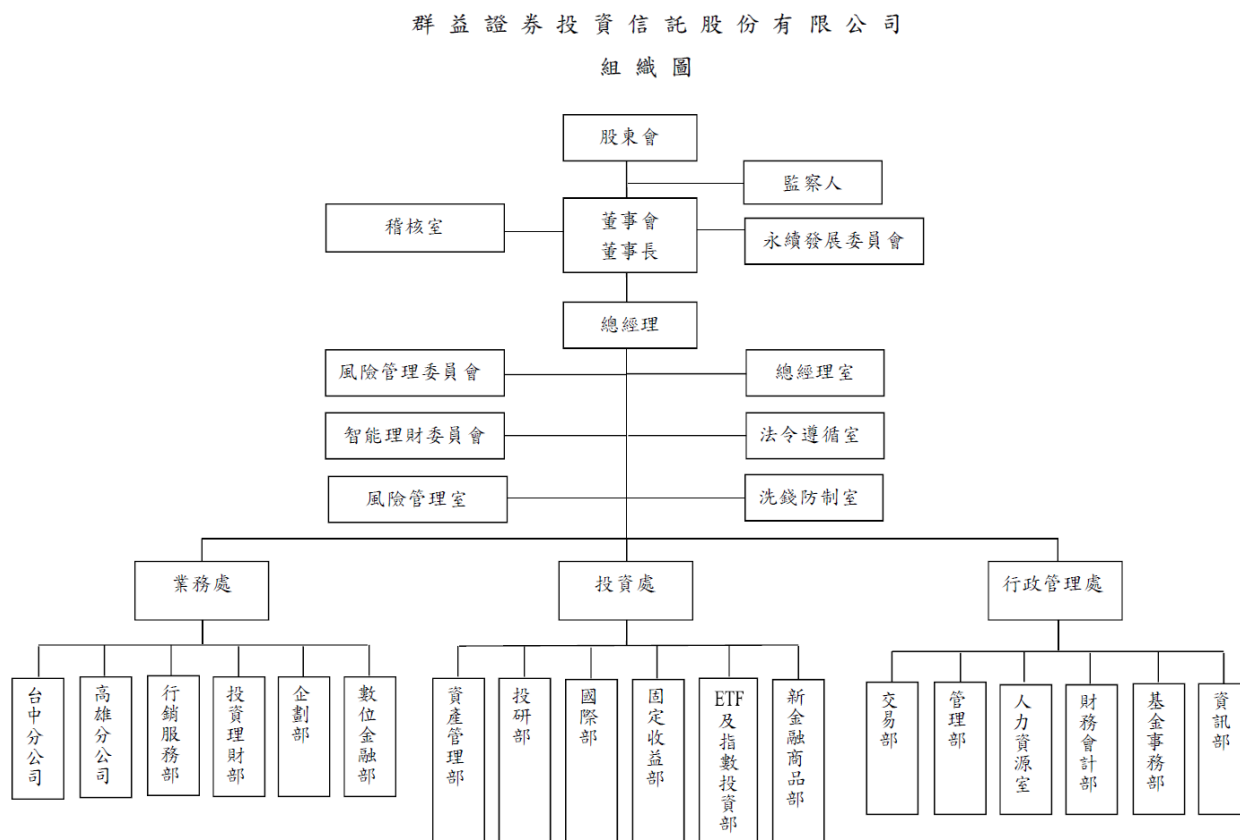 群益證券投資信託股份有限公司
組織圖
股東會
監察人
稽核室
董事會
董事長
永續發展委員會
總經理
風險管理委員會
總經理室
智能理財委員會
法令遵循室
風險管理室
洗錢防制室
業務處
投資處
行政管理處
台中分公司
高雄分公司
行銷服務部
投資理財部
企劃部
數位金融部
資產管理部
投研部
國際部
固定收益部
ETF及指數投資部
新金融商品部
交易部
管理部
人力資源室
財務會計部
基金事務部
資訊部